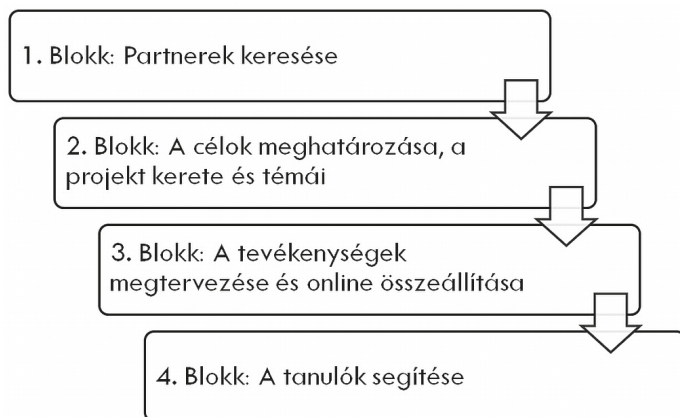 1. Blokk: Partnerek keresése
2. Blokk: A célok meghatározása, a
projekt kerete és témái
3. Blokk: A tevékenységek
megtervezése és online összeállítása
4. Blokk: A tanulók segítése